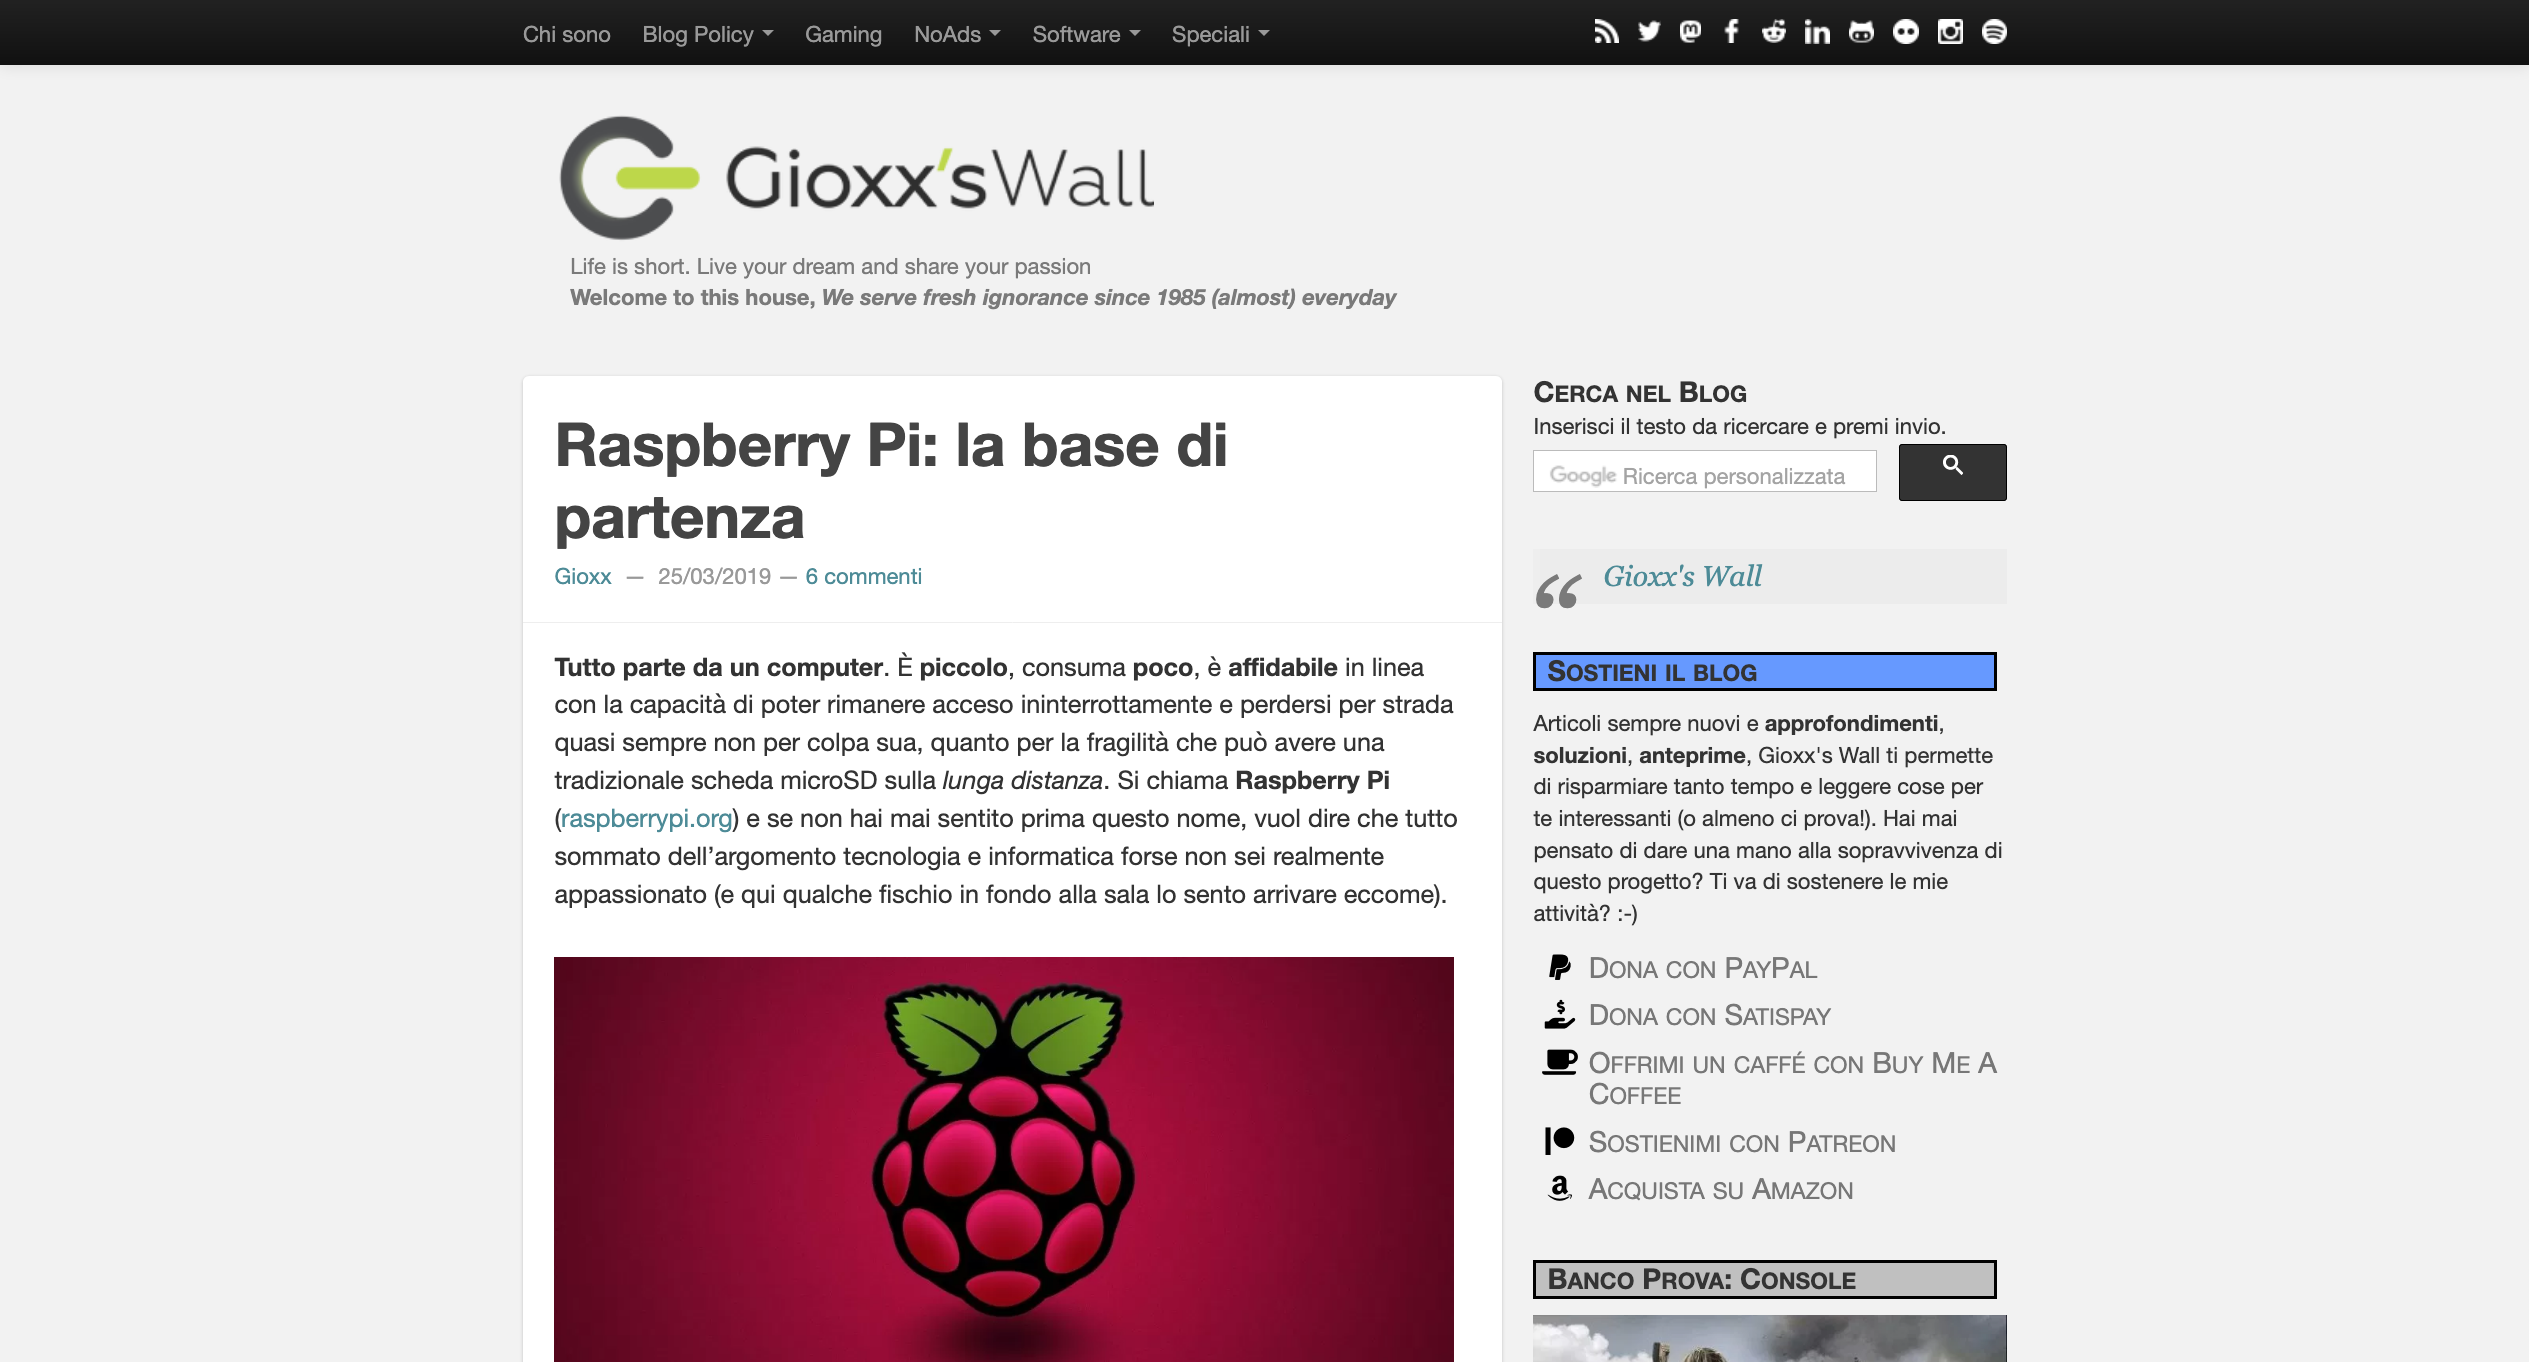 Chi sono Blog Policy Gaming NoAds Software Speciali
Gioxx'sWall
Life is short. Live your dream and share your passion
Welcome to this house, We serve fresh ignorance since 1985 (almost) everyday
Raspberry Pi: la base di
partenza
Gioxx — 25/03/2019 — 6 commenti
Tutto parte da un computer. È piccolo, consuma poco, è affidabile in linea
con la capacità di poter rimanere acceso ininterrottamente e perdersi per strada
quasi sempre non per colpa sua, quanto per la fragilità che può avere una
tradizionale scheda microSD sulla lunga distanza. Si chiama Raspberry Pi
(raspberrypi.org) e se non hai mai sentito prima questo nome, vuol dire che tutto
sommato dell’argomento tecnologia e informatica forse non sei realmente
appassionato (e qui qualche fischio in fondo alla sala lo sento arrivare eccome).
Cerca nel Blog
Inserisci il testo da ricercare e premi invio.
Google Ricerca personalizzata
Gioxx's Wall
Sostieni il blog
Articoli sempre nuovi e approfondimenti,
soluzioni, anteprime, Gioxx's Wall ti permette
di risparmiare tanto tempo e leggere cose per
te interessanti (o almeno ci prova!). Hai mai
pensato di dare una mano alla sopravvivenza di
questo progetto? Ti va di sostenere le mie
attività? :-)
Dona con PayPal
Dona con Satispay
Offrimi un caffé con Buy Me A
Coffee
Sostienimi con Patreon
Acquista su Amazon
Banco Prova: Console